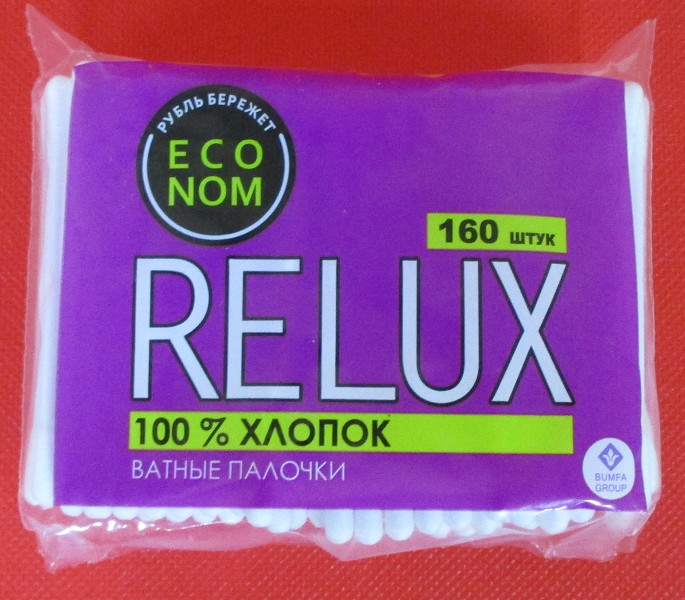 РУБЛЬ БЕРЕЖЕТ
ECO
NOM
160 ШТУК
RELUX
100 % ХЛОПОК
ВАТНЫЕ ПАЛОЧКИ
BUMFA
GROUP